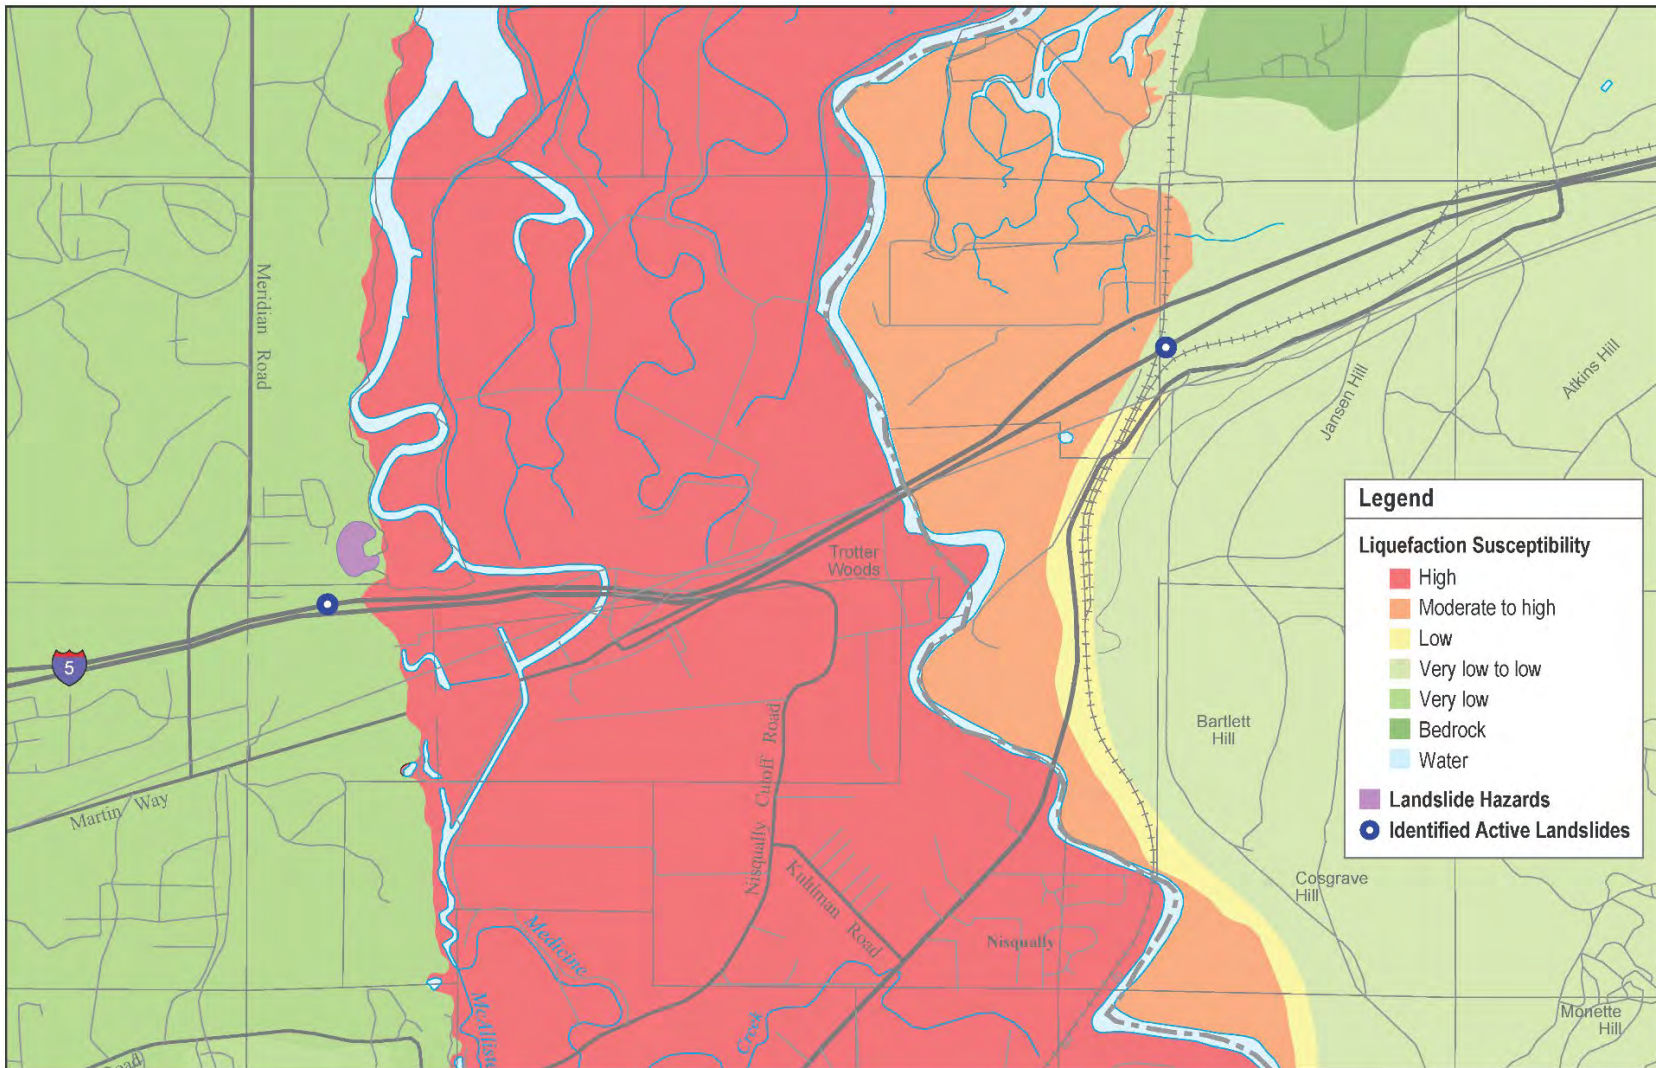 Meridian Road
Jansen Hill
Atkins Hill
Legend
Liquefaction Susceptibility
High
Moderate to high
Low
Very low to low
Very low
Bedrock
Water
Landslide Hazards
Identified Active Landslides
Trotter
Woods
5
Bartlett
Hill
Nisqually Cutoff Road
Martin Way
Kuhlman Road
Cosgrave
Hill
Medicine
Nisqually
Creek
Monette
Hill